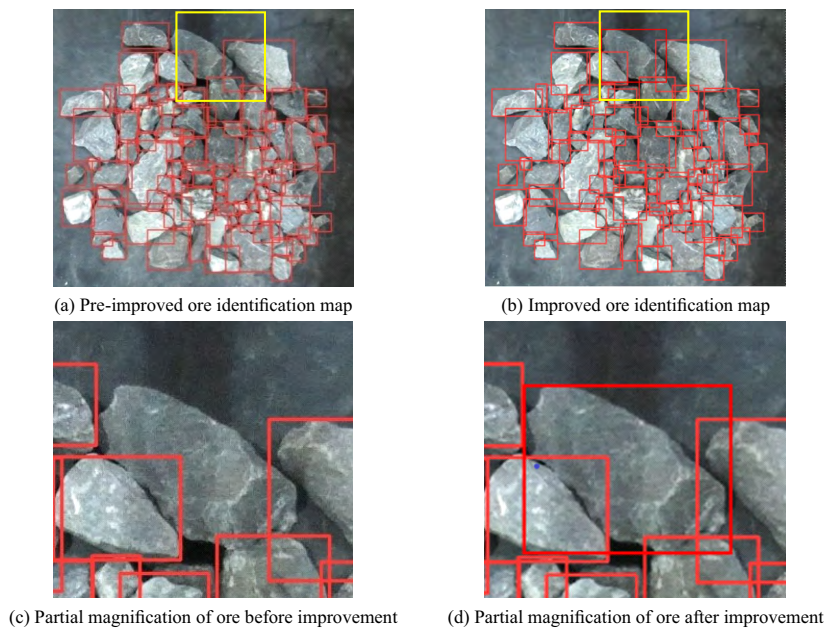 (a) Pre-improved ore identification map
(b) Improved ore identification map
(c) Partial magnification of ore before improvement
(d) Partial magnification of ore after improvement